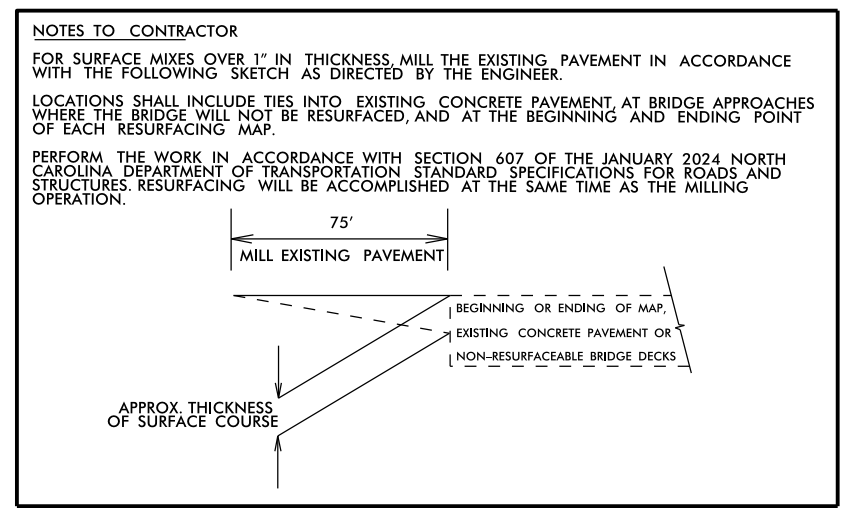 NOTES TO CONTRACTOR
FOR SURFACE MIXES OVER 1" IN THICKNESS, MILL THE EXISTING PAVEMENT IN ACCORDANCE
WITH THE FOLLOWING SKETCH AS DIRECTED BY THE ENGINEER.
LOCATIONS SHALL INCLUDE TIES INTO EXISTING CONCRETE PAVEMENT, AT BRIDGE APPROACHES
WHERE THE BRIDGE WILL NOT BE RESURFACED, AND AT THE BEGINNING AND ENDING POINT
OF EACH RESURFACING MAP.
PERFORM THE WORK IN ACCORDANCE WITH SECTION 607 OF THE JANUARY 2024 NORTH
CAROLINA DEPARTMENT OF TRANSPORTATION STANDARD SPECIFICATIONS FOR ROADS AND
STRUCTURES. RESURFACING WILL BE ACCOMPLISHED AT THE SAME TIME AS THE MILLING
OPERATION.
75'
MILL EXISTING PAVEMENT
BEGINNING OR ENDING OF MAP,
EXISTING CONCRETE PAVEMENT OR
NON-RESURFACEABLE BRIDGE DECKS
APPROX. THICKNESS
OF SURFACE COURSE